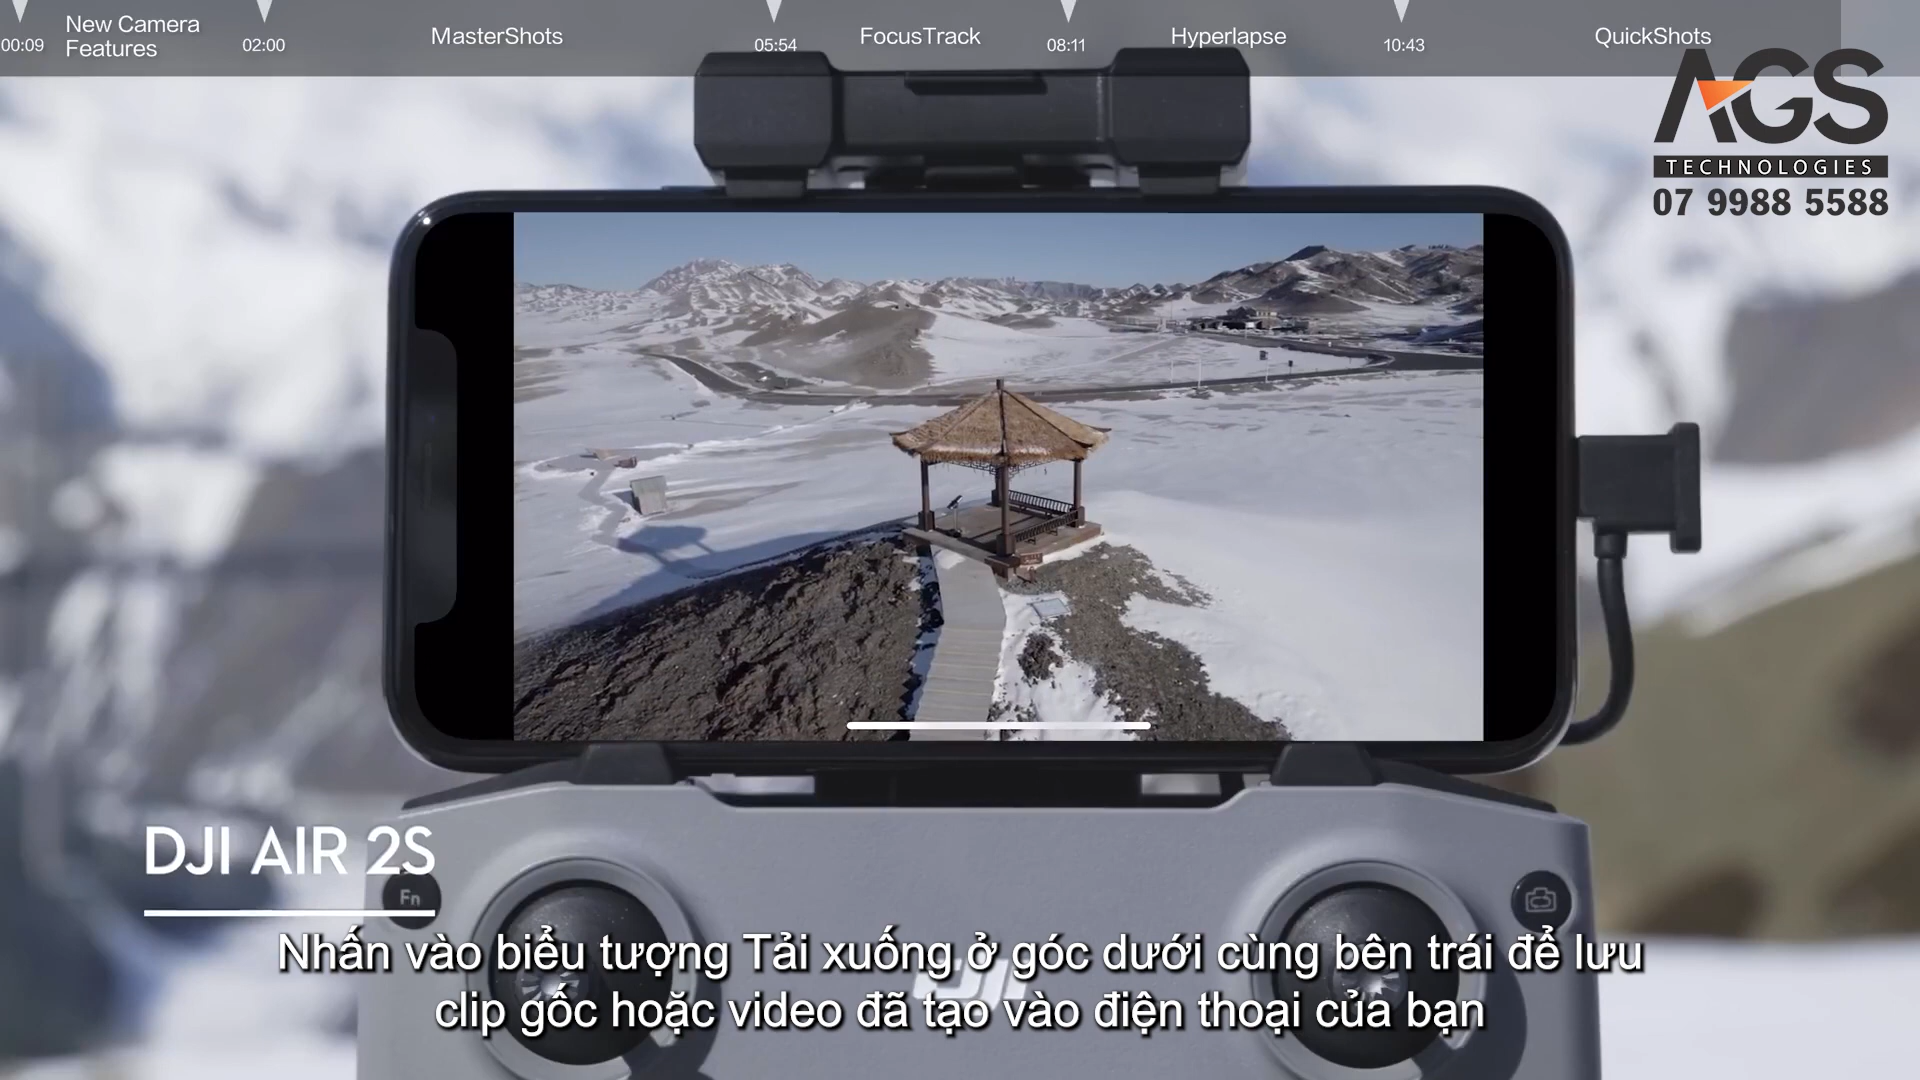 New Camera
Features
MasterShots
FocusTrack
Hyperlapse
QuickShots
00:09
02:00
05:54
08:11
10:43
AGS
TECHNOLOGIES
07 9988 5588
DJI AIR 2S
Fn
Nhấn vào biểu tượng Tải xuống ở góc dưới cùng bên trái để lưu
clip gốc hoặc video đã tạo vào điện thoại của bạn